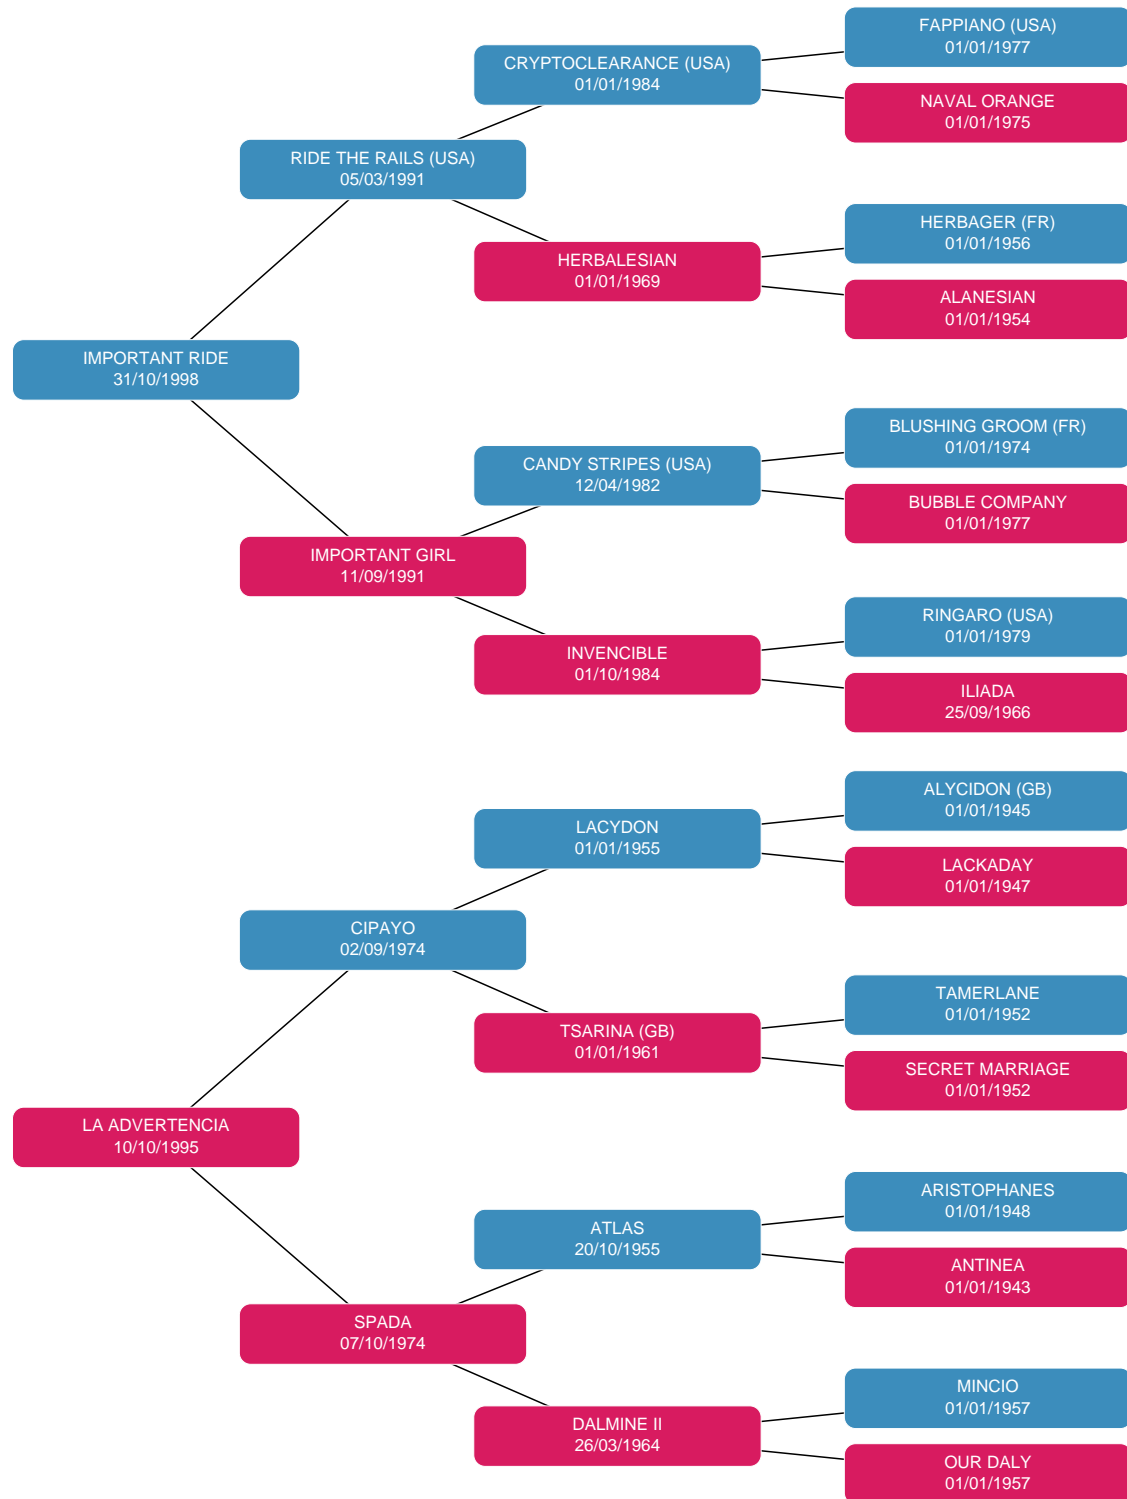 FAPPIANO (USA)
01/01/1977
CRYPTOCLEARANCE (USA)
01/01/1984
NAVAL ORANGE
01/01/1975
RIDE THE RAILS (USA)
05/03/1991
HERBAGER (FR)
01/01/1956
HERBALESIAN
01/01/1969
ALANESIAN
01/01/1954
IMPORTANT RIDE
31/10/1998
BLUSHING GROOM (FR)
01/01/1974
CANDY STRIPES (USA)
12/04/1982
BUBBLE COMPANY
01/01/1977
IMPORTANT GIRL
11/09/1991
RINGARO (USA)
01/01/1979
INVENCIBLE
01/10/1984
ILIADA
25/09/1966
ALYCIDON (GB)
01/01/1945
LACYDON
01/01/1955
LACKADAY
01/01/1947
CIPAYO
02/09/1974
TAMERLANE
01/01/1952
TSARINA (GB)
01/01/1961
SECRET MARRIAGE
01/01/1952
LA ADVERTENCIA
10/10/1995
ARISTOPHANES
01/01/1948
ATLAS
20/10/1955
ANTINEA
01/01/1943
SPADA
07/10/1974
MINCIO
01/01/1957
DALMINE II
26/03/1964
OUR DALY
01/01/1957